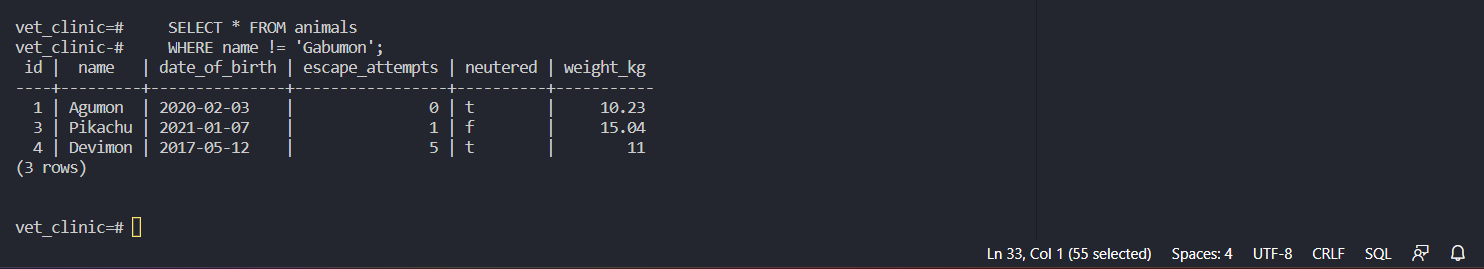 vet_clinic=#     SELECT * FROM animals
vet_clinic-#     WHERE name != 'Gabumon';
 id |  name   | date_of_birth | escape_attempts | neutered | weight_kg
----+---------+---------------+-----------------+----------+-----------
  1 | Agumon  | 2020-02-03    |               0 | t        |     10.23
  3 | Pikachu | 2021-01-07    |               1 | f        |     15.04
  4 | Devimon | 2017-05-12    |               5 | t        |        11
(3 rows)
vet_clinic=#
Ln 33, Col 1 (55 selected) Spaces: 4 UTF-8 CRLF SQL